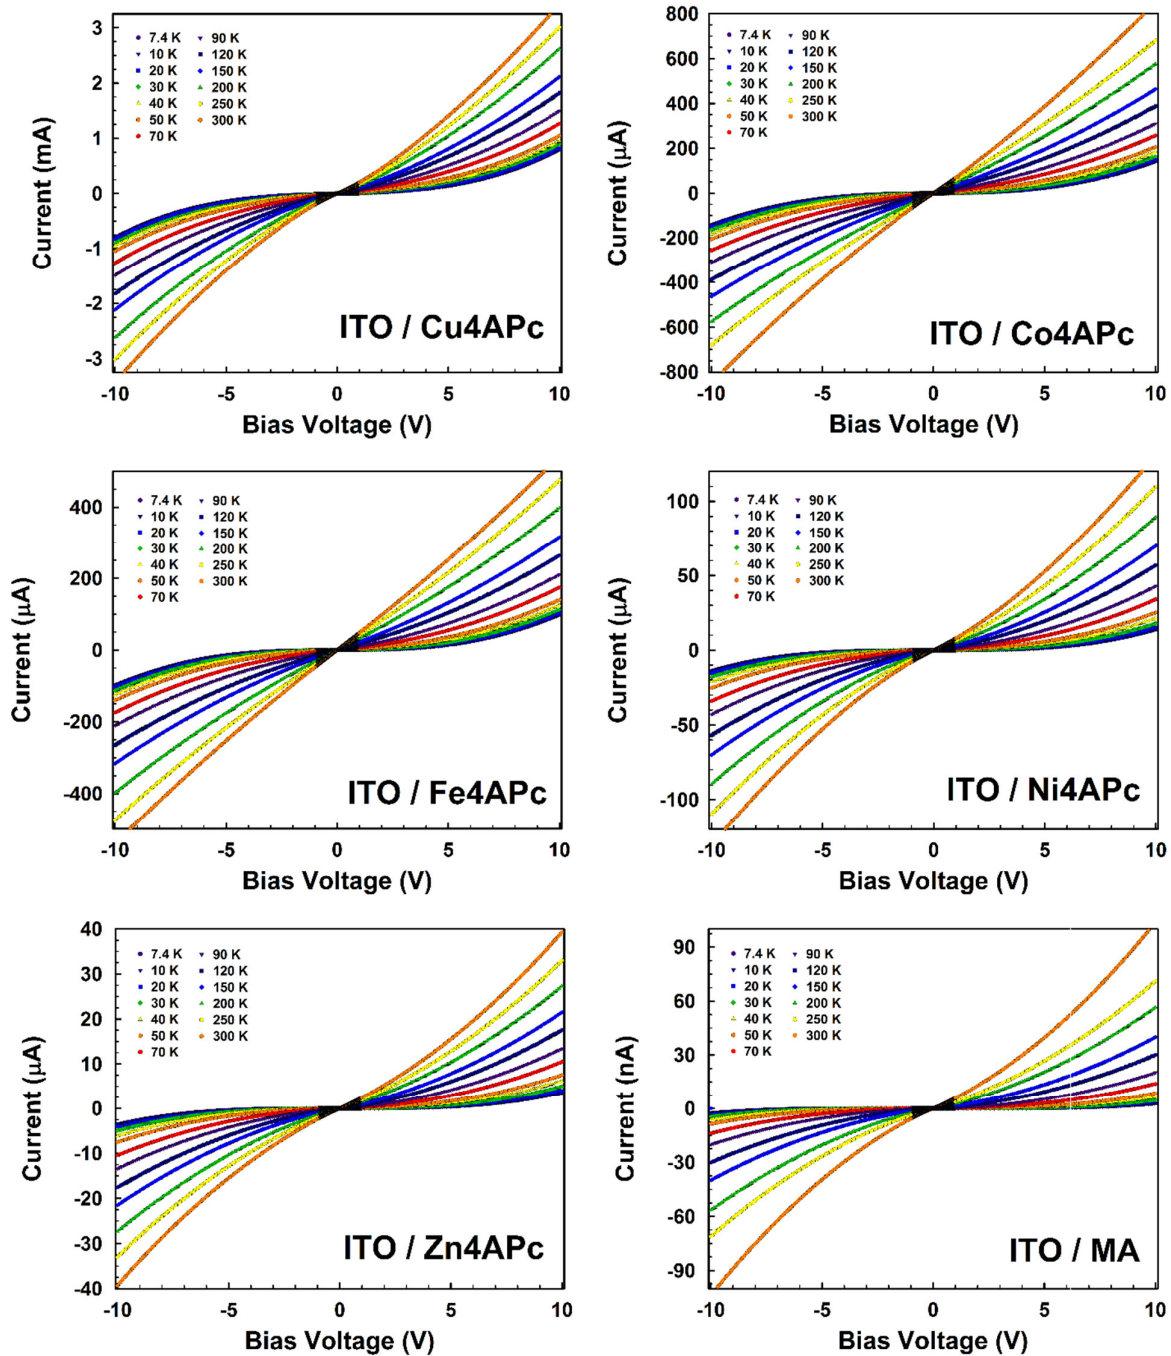 3
2
1
0
-1
-2
-3
Current (mA)
7.4 K 90 K
10 K 120 K
20 K 150 K
30 K 200 K
40 K 250 K
50 K 300 K
70 K
ITO / Cu4APc
-10 -5 0 5 10
Bias Voltage (V)
800
600
400
200
0
-200
-400
-600
-800
Current (µA)
7.4 K 90 K
10 K 120 K
20 K 150 K
30 K 200 K
40 K 250 K
50 K 300 K
70 K
ITO / Co4APc
-10 -5 0 5 10
Bias Voltage (V)
400
200
0
-200
-400
Current (µA)
7.4 K 90 K
10 K 120 K
20 K 150 K
30 K 200 K
40 K 250 K
50 K 300 K
70 K
ITO / Fe4APc
-10 -5 0 5 10
Bias Voltage (V)
100
50
0
-50
-100
Current (µA)
7.4 K 90 K
10 K 120 K
20 K 150 K
30 K 200 K
40 K 250 K
50 K 300 K
70 K
ITO / Ni4APc
-10 -5 0 5 10
Bias Voltage (V)
40
30
20
10
0
-10
-20
-30
-40
Current (µA)
7.4 K 90 K
10 K 120 K
20 K 150 K
30 K 200 K
40 K 250 K
50 K 300 K
70 K
ITO / Zn4APc
-10 -5 0 5 10
Bias Voltage (V)
90
60
30
0
-30
-60
-90
Current (nA)
7.4 K 90 K
10 K 120 K
20 K 150 K
30 K 200 K
40 K 250 K
50 K 300 K
70 K
ITO / MA
-10 -5 0 5 10
Bias Voltage (V)